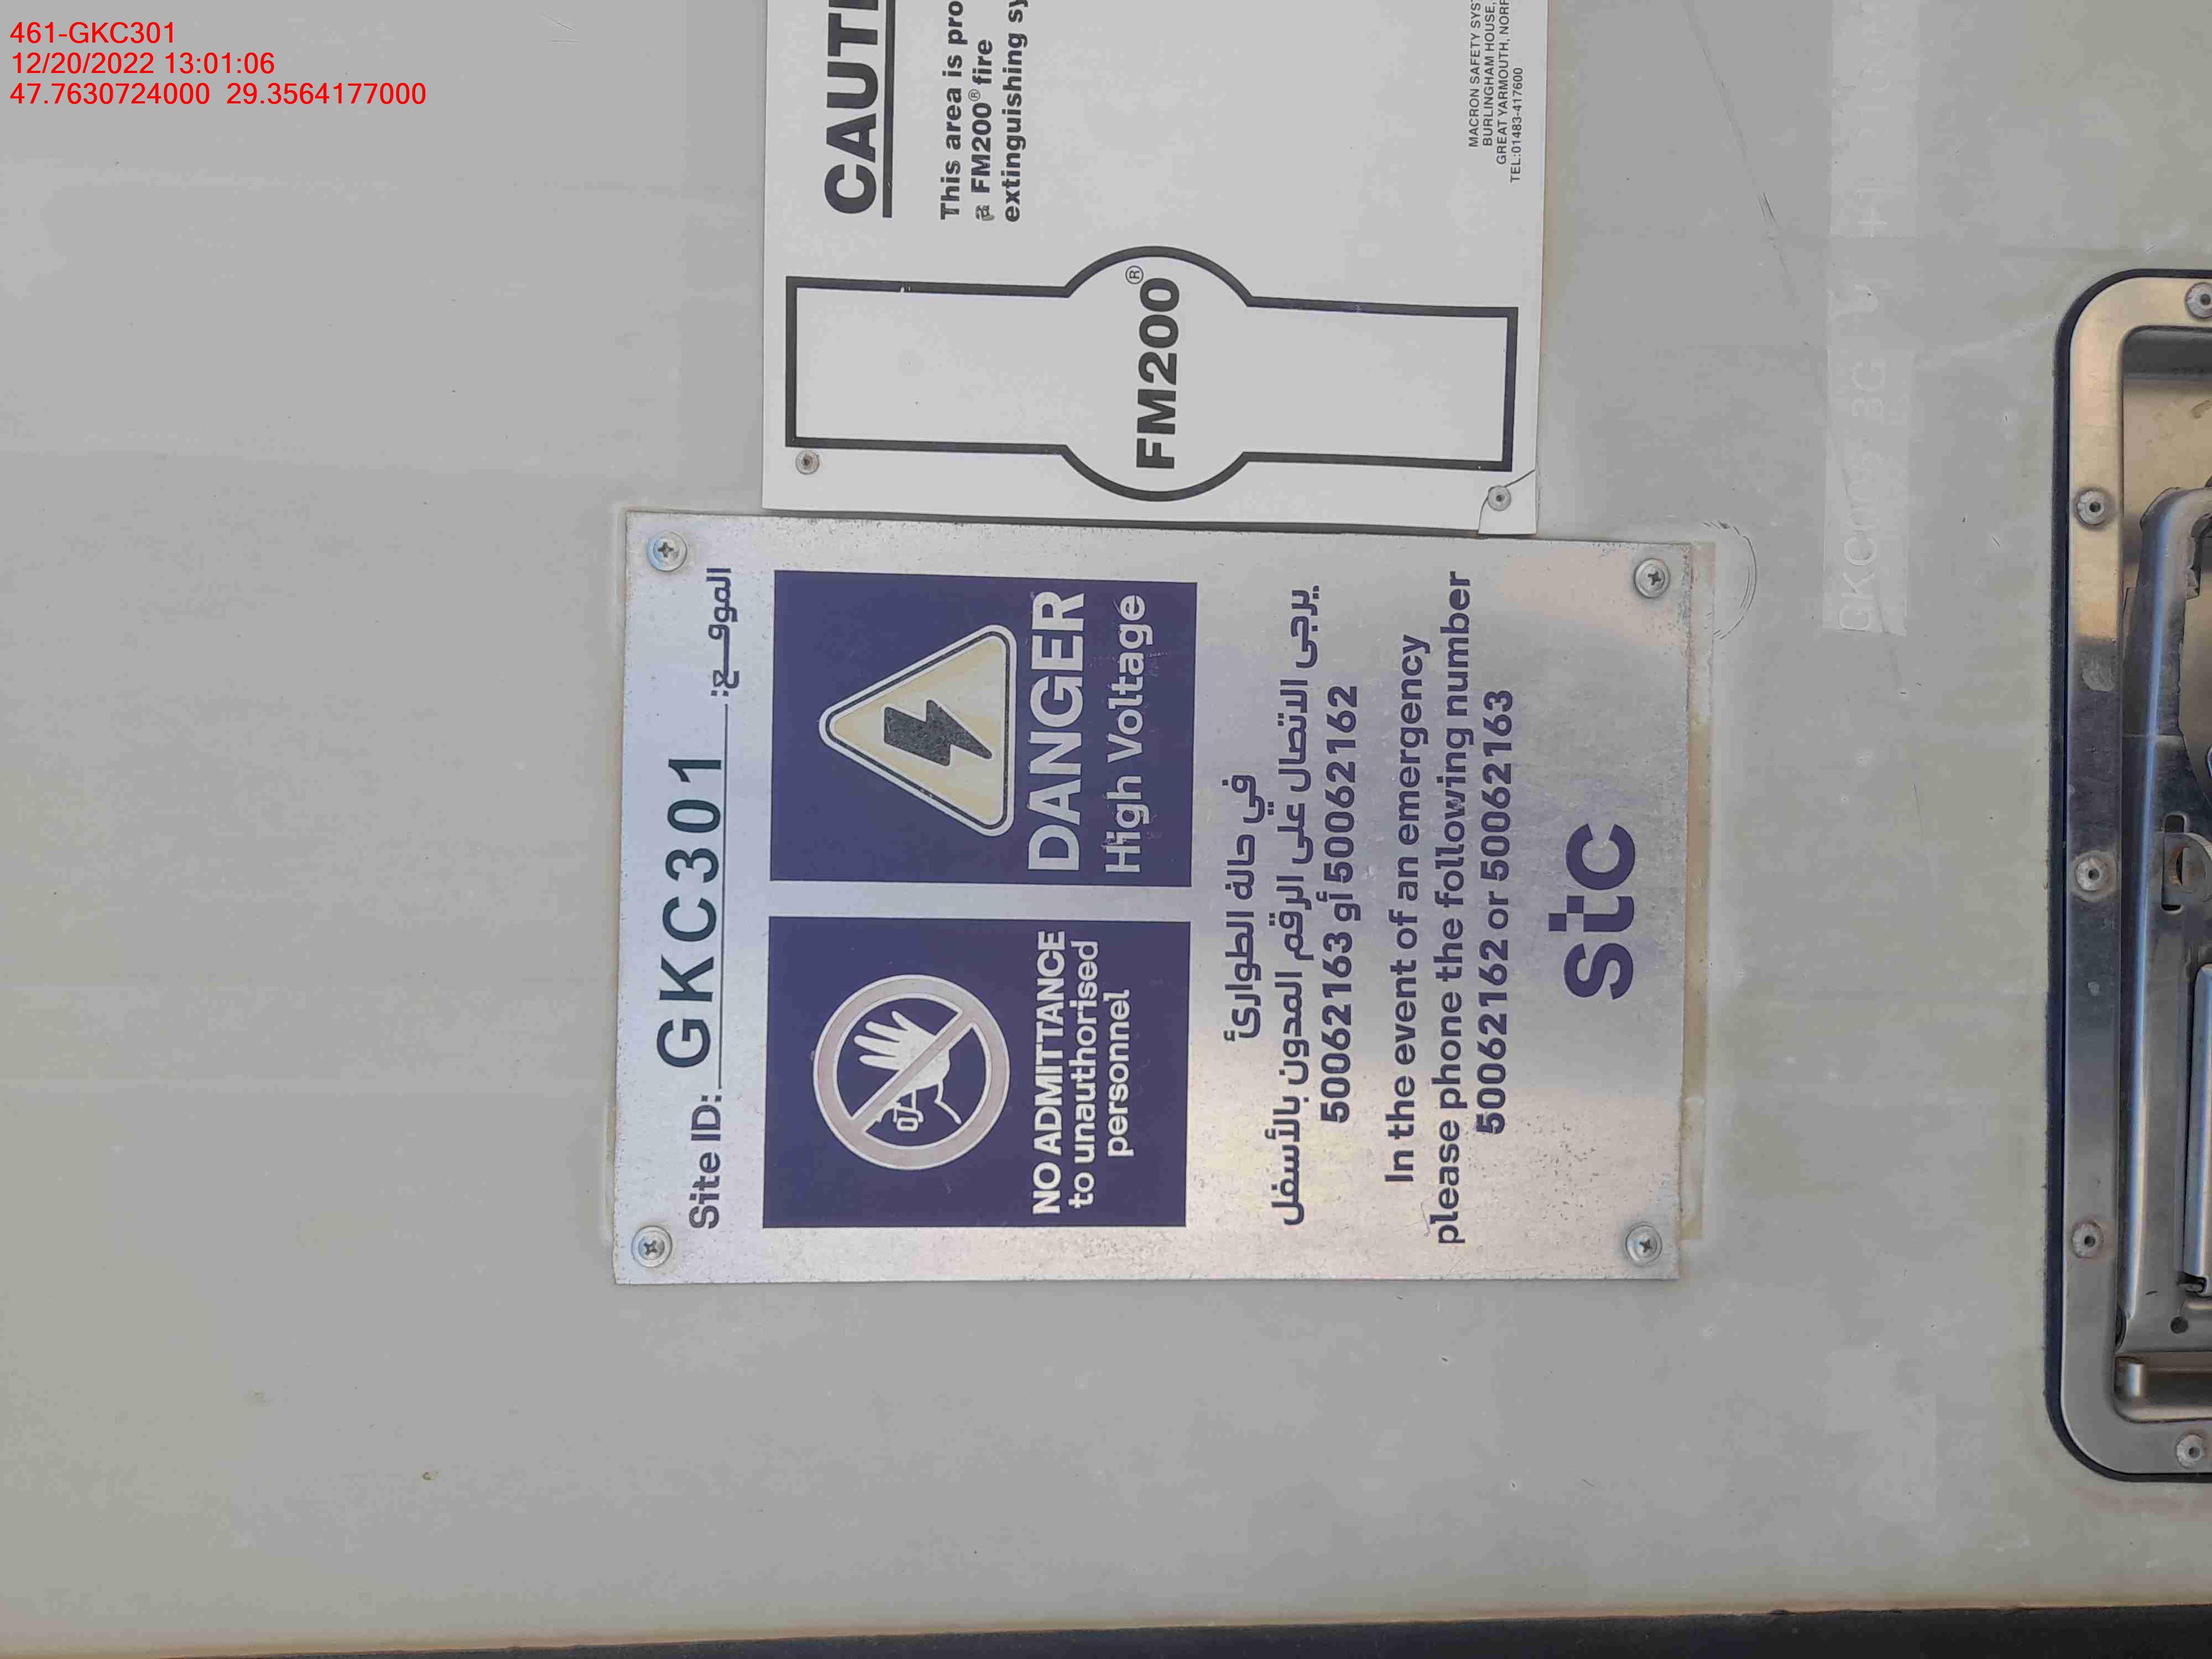 461-GKC301
12/20/2022 13:01:06
47.7630724000 29.3564177000
Site ID: GKC301 الموقـــع:
NO ADMITTANCE
to unauthorised
personnel
DANGER
High Voltage
في حالة الطوارئ
يرجى الاتصال على الرقم المدون بالأسفل
50062163 أو 50062162
In the event of an emergency
please phone the following number
50062162 or 50062163
stc
FM200®
CAUTI
This area is pro
a FM200® fire
extinguishing sy
MACRON SAFETY SYS
BURLINGHAM HOUSE,
GREAT YARMOUTH, NORF
TEL:01483-417600